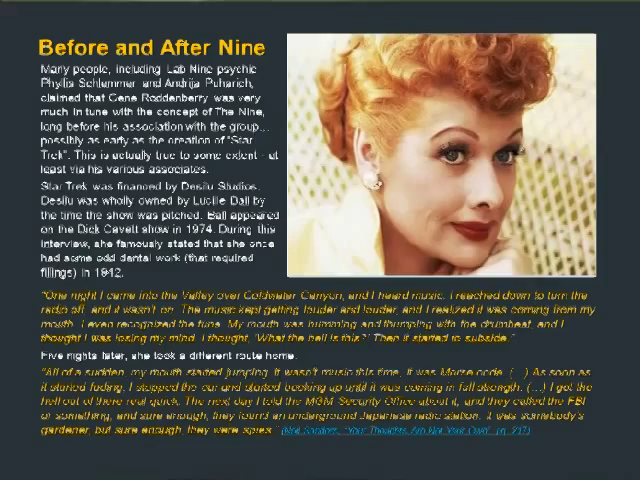 Before and After Nine
Many people, including Lab Nine psychic
Phyllis Schlemmer and Andrija Puharich,
claimed that Gene Roddenberry was very
much in tune with the concept of The Nine,
long before his association with the group...
possibly as early as the creation of "Star
Trek". This is actually true to some extent - at
least via his various associates.
Star Trek was financed by Desilu Studios.
Desilu was wholly owned by Lucille Ball by
the time the show was pitched. Ball appeared
on the Dick Cavett show in 1974. During this
interview, she famously stated that she once
had some odd dental work (that required
fillings) in 1942.
"One night I came into the Valley over Coldwater Canyon, and I heard music. I reached down to turn the
radio off, and it wasn't on. The music kept getting louder and louder, and I realized it was coming from my
mouth. I even recognized the tune. My mouth was humming and thumping with the drumbeat, and I
thought I was losing my mind. I thought, 'What the hell is this?' Then it started to subside."
Five nights later, she took a different route home.
"All of a sudden, my mouth started jumping. It wasn't music this time, it was Morse code. (...) As soon as
it started fading, I stopped the car and started backing up until it was coming in full strength. (...) I got the
hell out of there real quick. The next day I told the MGM Security Office about it, and they called the FBI
or something, and sure enough, they found an underground Japanese radio station. It was somebody's
gardener, but sure enough, they were spies." (Neil Sanders, "Your Thoughts Are Not Your Own", pg. 217)